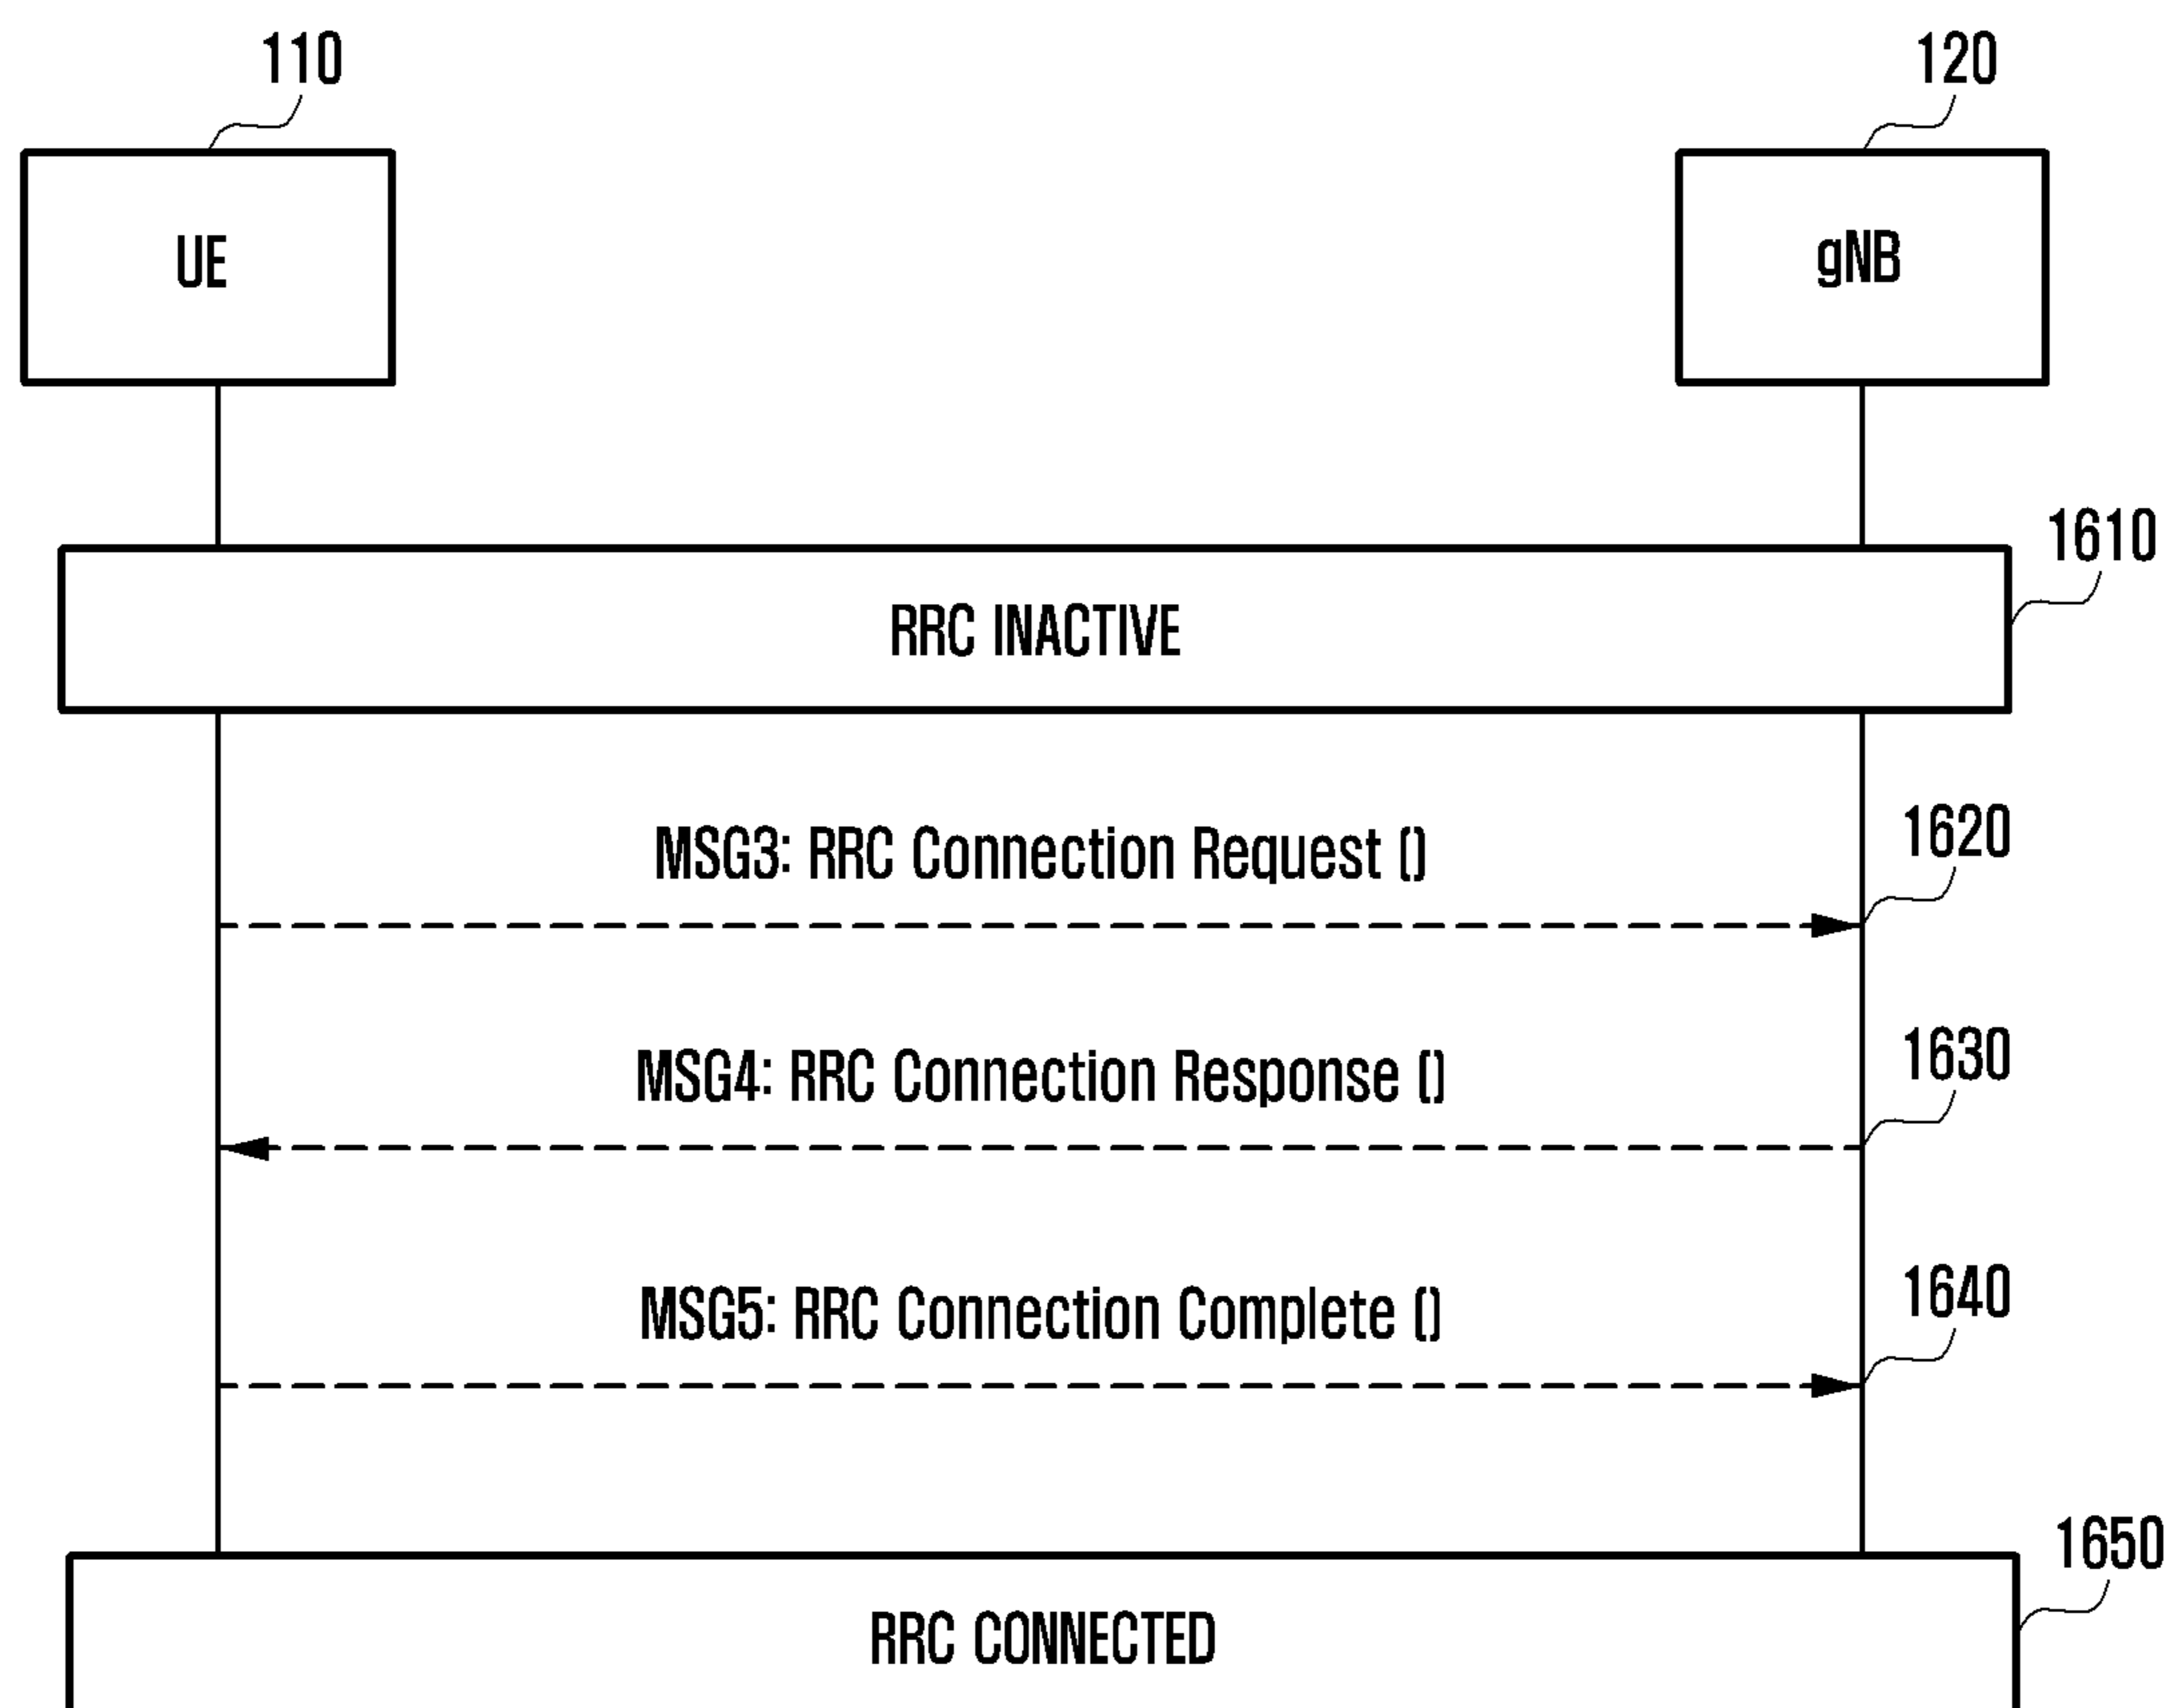 110
120
UE
gNB
1610
RRC INACTIVE
1620
MSG3: RRC Connection Request ()
1630
MSG4: RRC Connection Response ()
1640
MSG5: RRC Connection Complete ()
1650
RRC CONNECTED